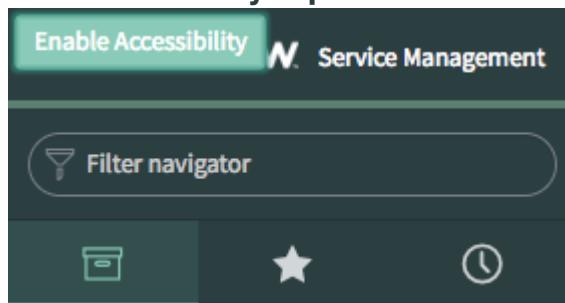 Enable Accessibility
W. Service Management
Filter navigator